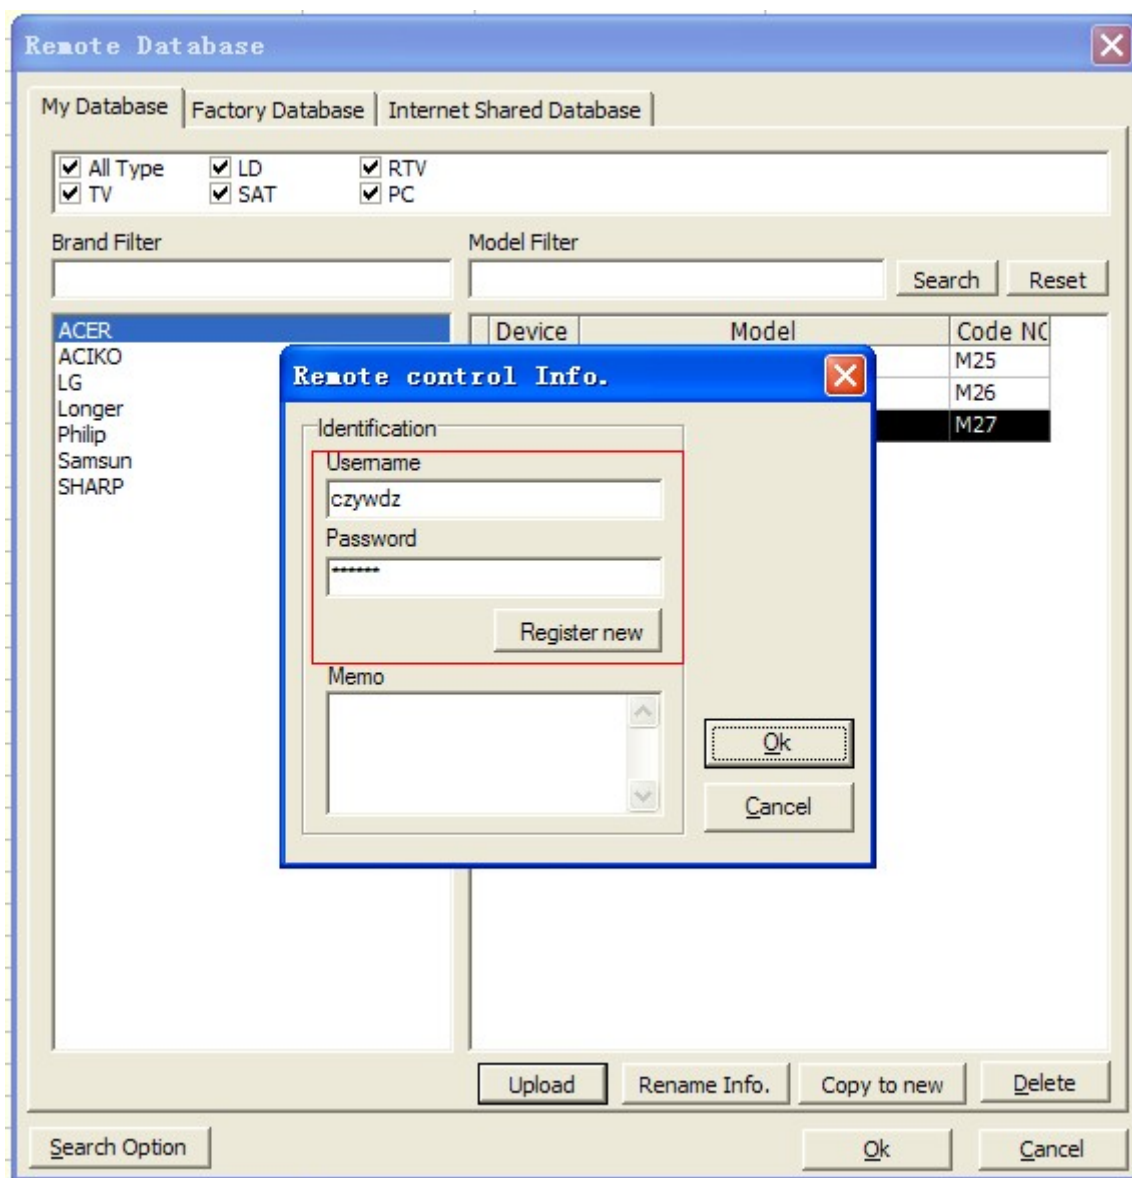 Remote Database
My Database Factory Database Internet Shared Database
All Type LD RTV
TV SAT PC
Brand Filter Model Filter
Search Reset
ACER
ACIKO
LG
Longer
Philip
Samsun
SHARP
Device Model Code NO
M25
M26
M27
Remote control Info.
Identification
Username
czywdz
Password
******
Register new
Memo
Ok
Cancel
Upload Rename Info. Copy to new Delete
Search Option Ok Cancel